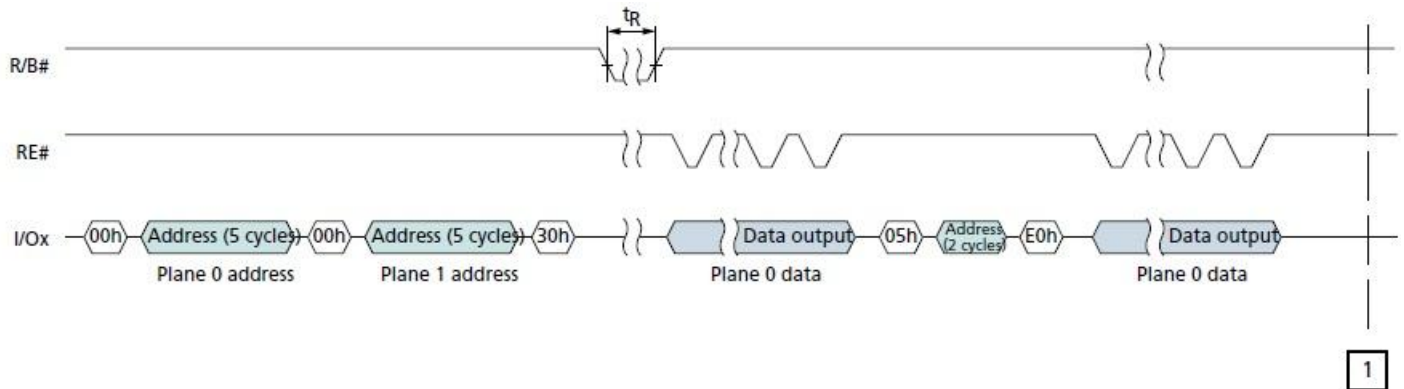 tR
R/B#
RE#
I/Ox
00h Address (5 cycles) 00h Address (5 cycles) 30h Data output 05h Address (2 cycles) E0h Data output
Plane 0 address Plane 1 address Plane 0 data Plane 0 data
1